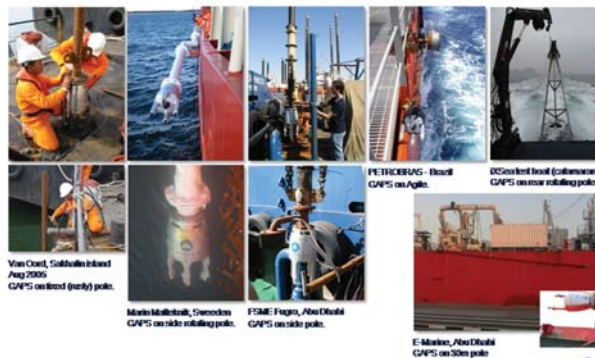 PETROBRAS - Brazil
GAPS on Agile.
iXSea test boat (catamaran)
GAPS on rear rotating pole
Van Oord, Sakhalin island
Aug 2005
GAPS on fixed (rusty) pole.
Marin Matteknik, Sweeden
GAPS on side rotating pole.
FSME Fugro, Abu Dhabi
GAPS on side pole.
E-Marine, Abu Dhabi
GAPS on 30m pole